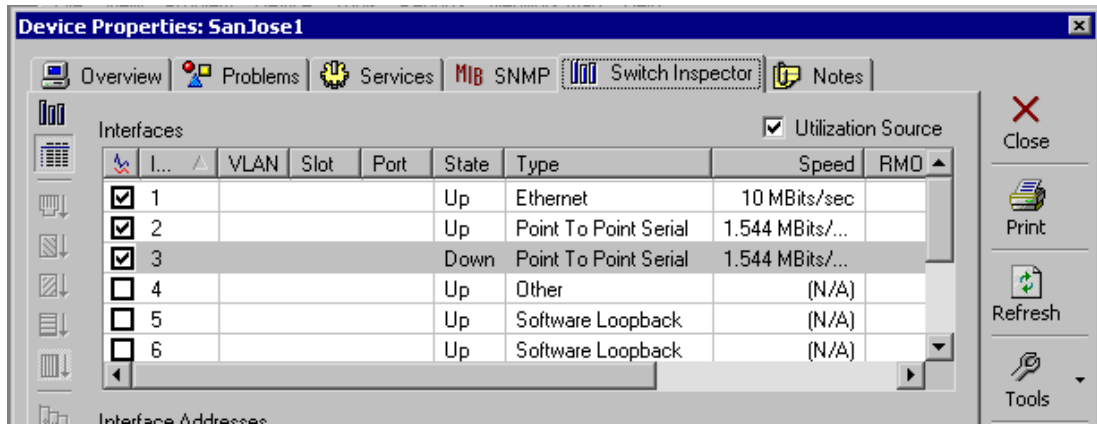 Device Properties: SanJose1
Overview Problems Services MIB SNMP Switch Inspector Notes
Interfaces Utilization Source
I... VLAN Slot Port State Type Speed RMO
1 Up Ethernet 10 MBits/sec
2 Up Point To Point Serial 1.544 MBits/...
3 Down Point To Point Serial 1.544 MBits/...
4 Up Other (N/A)
5 Up Software Loopback (N/A)
6 Up Software Loopback (N/A)
Interface Addresses
Close
Print
Refresh
Tools